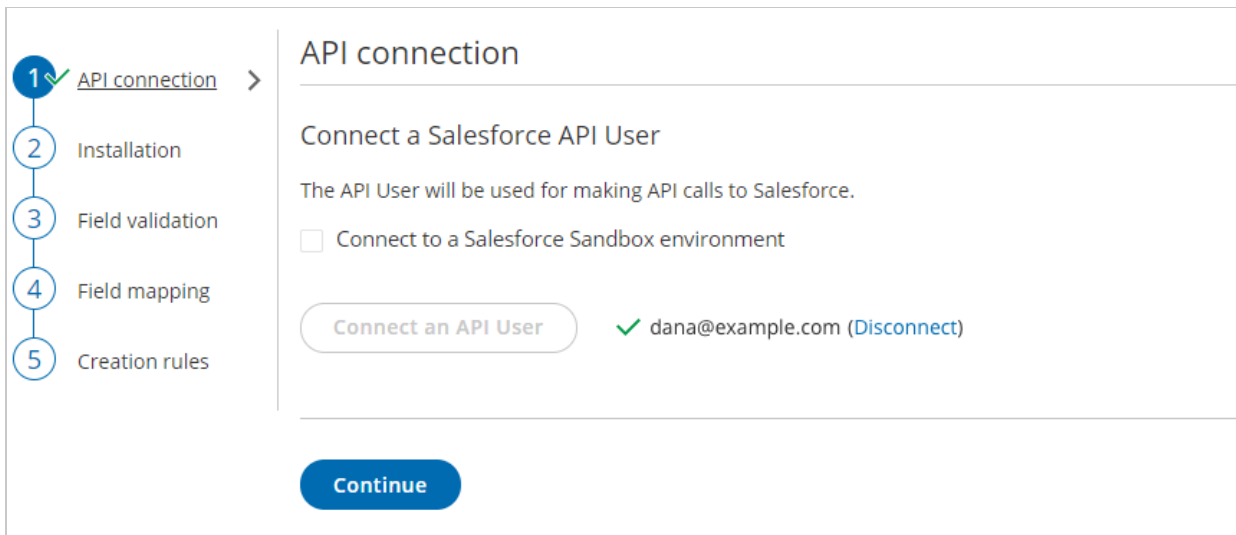 1 API connection
2 Installation
3 Field validation
4 Field mapping
5 Creation rules
API connection
Connect a Salesforce API User
The API User will be used for making API calls to Salesforce.
Connect to a Salesforce Sandbox environment
Connect an API User
dana@example.com (Disconnect)
Continue